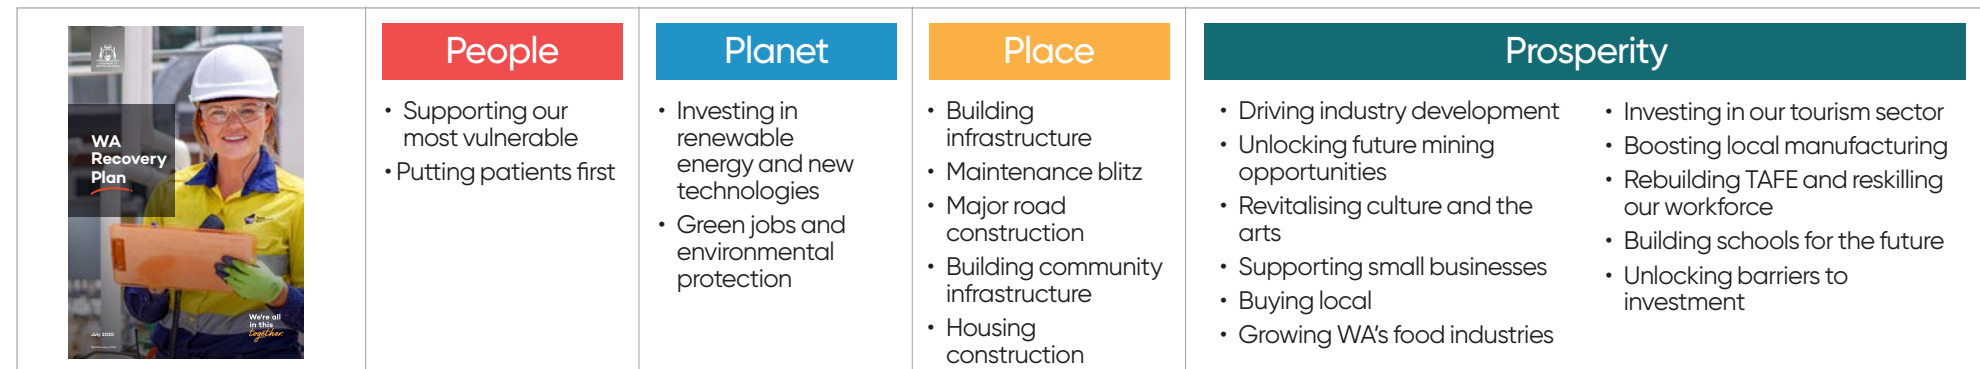 WA
Recovery
Plan
July 2020
We're all
in this
together.
People
• Supporting our
most vulnerable
• Putting patients first
Planet
• Investing in
renewable
energy and new
technologies
• Green jobs and
environmental
protection
Place
• Building
infrastructure
• Maintenance blitz
• Major road
construction
• Building community
infrastructure
• Housing
construction
Prosperity
• Driving industry development
• Unlocking future mining
opportunities
• Revitalising culture and the
arts
• Supporting small businesses
• Buying local
• Growing WA's food industries
• Investing in our tourism sector
• Boosting local manufacturing
• Rebuilding TAFE and reskilling
our workforce
• Building schools for the future
• Unlocking barriers to
investment